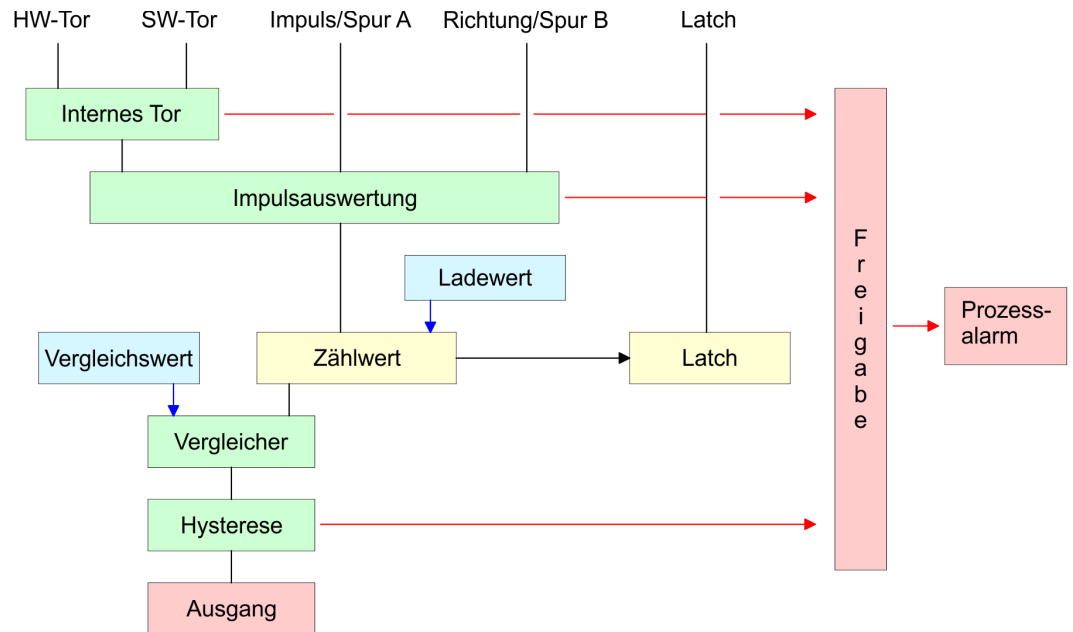 HW-Tor
SW-Tor
Impuls/Spur A
Richtung/Spur B
Latch
Internes Tor
Impulsauswertung
Ladewert
Vergleichswert
Zählwert
Latch
Vergleicher
Hysterese
Ausgang
Freigabe
Prozess-
alarm